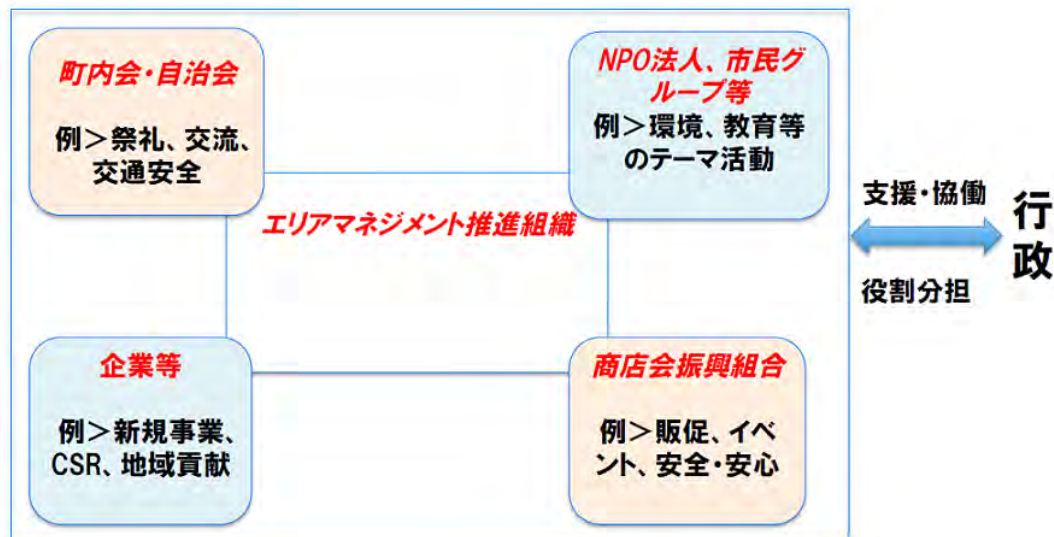 町内会・自治会
例＞祭礼、交流、
交通安全
NPO法人、市民グ
ループ等
例＞環境、教育等
のテーマ活動
エリアマネジメント推進組織
企業等
例＞新規事業、
CSR、地域貢献
商店会振興組合
例＞販促、イベ
ント、安全・安心
支援・協働
役割分担
行
政